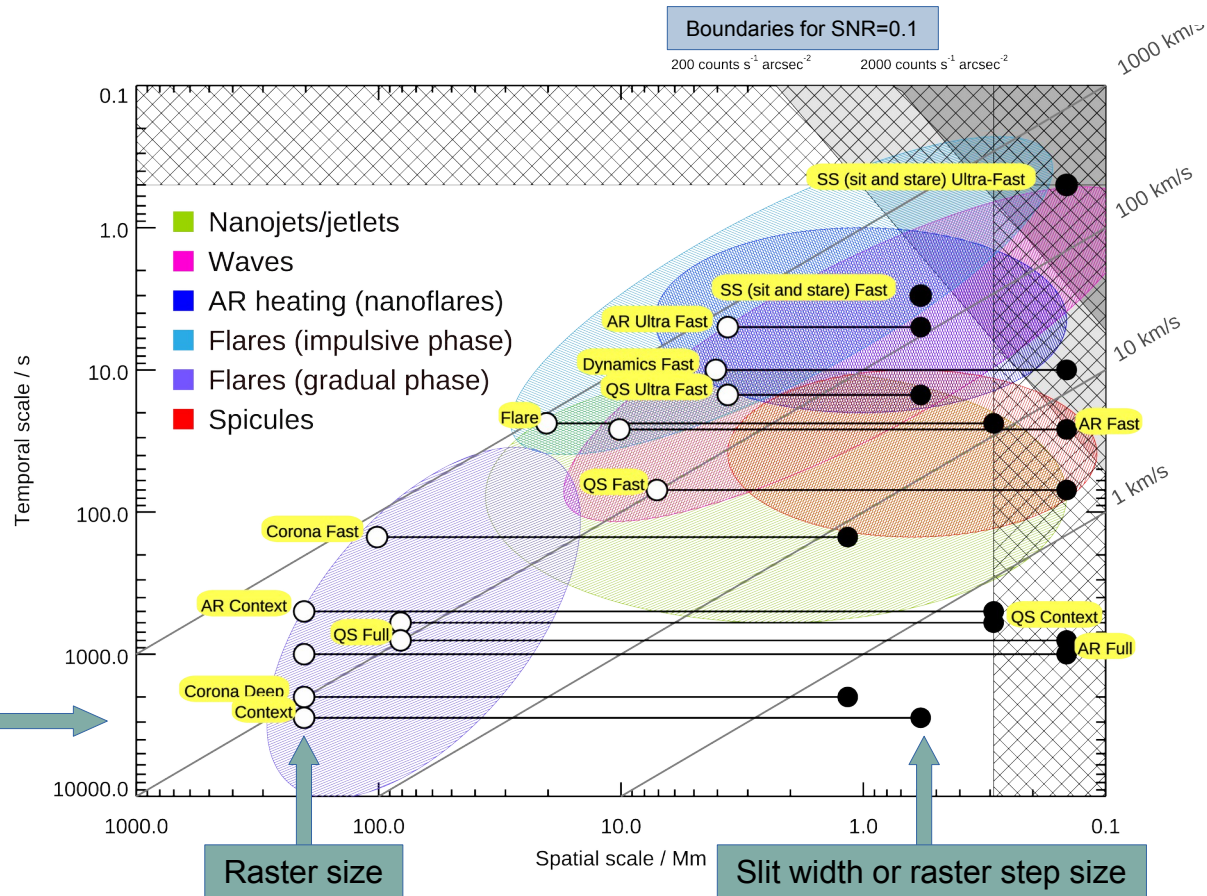 Boundaries for SNR=0.1
200 counts s⁻¹ arcsec⁻²
2000 counts s⁻¹ arcsec⁻²
1000 km/s
100 km/s
10 km/s
1 km/s
Temporal scale / s
0.1
1.0
10.0
100.0
1000.0
10000.0
Nanojets/jetlets
Waves
AR heating (nanoflares)
Flares (impulsive phase)
Flares (gradual phase)
Spicules
SS (sit and stare) Ultra-Fast
SS (sit and stare) Fast
AR Ultra Fast
Dynamics Fast
QS Ultra Fast
Flare
AR Fast
QS Fast
Corona Fast
AR Context
QS Context
QS Full
AR Full
Corona Deep
Context
1000.0
100.0
10.0
1.0
0.1
Spatial scale / Mm
Raster size
Slit width or raster step size